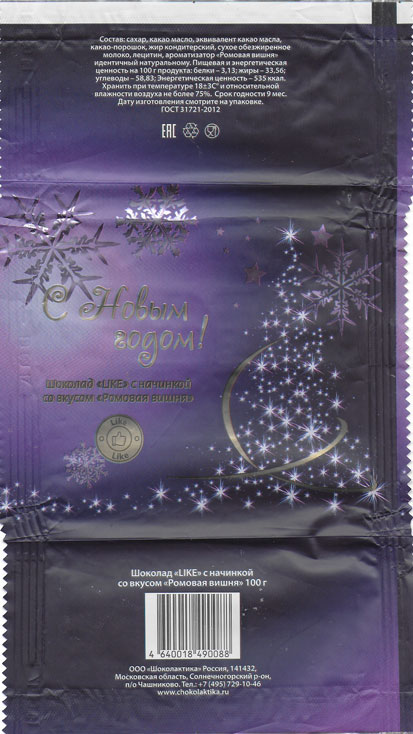 Состав: сахар, какао масло, эквивалент какао масла,
какао-порошок, жир кондитерский, сухое обезжиренное
молоко, лецитин, ароматизатор «Ромовая вишня»
идентичный натуральному. Пищевая и энергетическая
ценность на 100 г продукта: белки – 3,13; жиры – 33,56;
углеводы – 58,83; Энергетическая ценность – 535 ккал.
Хранить при температуре 18±3С° и относительной
влажности воздуха не более 75%. Срок годности 9 мес.
Дату изготовления смотрите на упаковке.
ГОСТ 31721-2012
EAC
С Новым
годом!
Шоколад «LIKE» с начинкой
со вкусом «Ромовая вишня»
Like
Like
Шоколад «LIKE» с начинкой
со вкусом «Ромовая вишня» 100 г
4 640018 490088
ООО «Шоколактика» Россия, 141432,
Московская область, Солнечногорский р-он,
п/о Чашниково. Тел.: +7 (495) 729-10-46
www.chokolaktika.ru